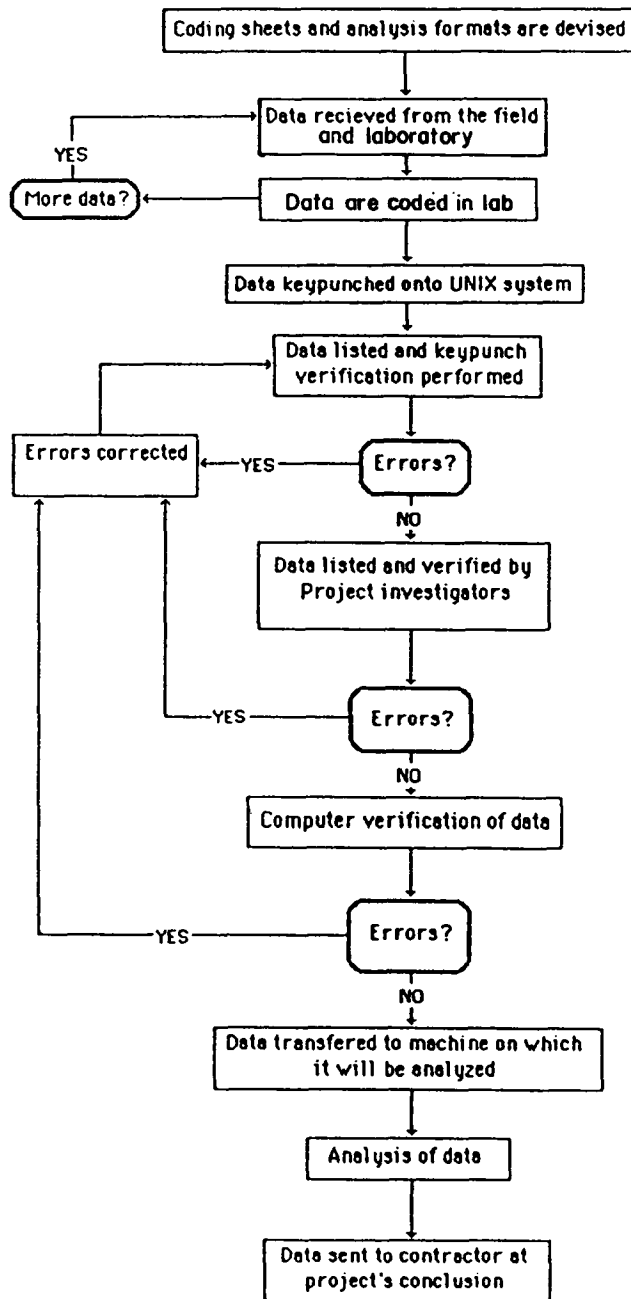 Coding sheets and analysis formats are devised
Data recieved from the field
and laboratory
YES
More data?
Data are coded in lab
Data keypunched onto UNIX system
Data listed and keypunch
verification performed
Errors corrected
YES
Errors?
NO
Data listed and verified by
Project investigators
YES
Errors?
NO
Computer verification of data
YES
Errors?
NO
Data transfered to machine on which
it will be analyzed
Analysis of data
Data sent to contractor at
project's conclusion